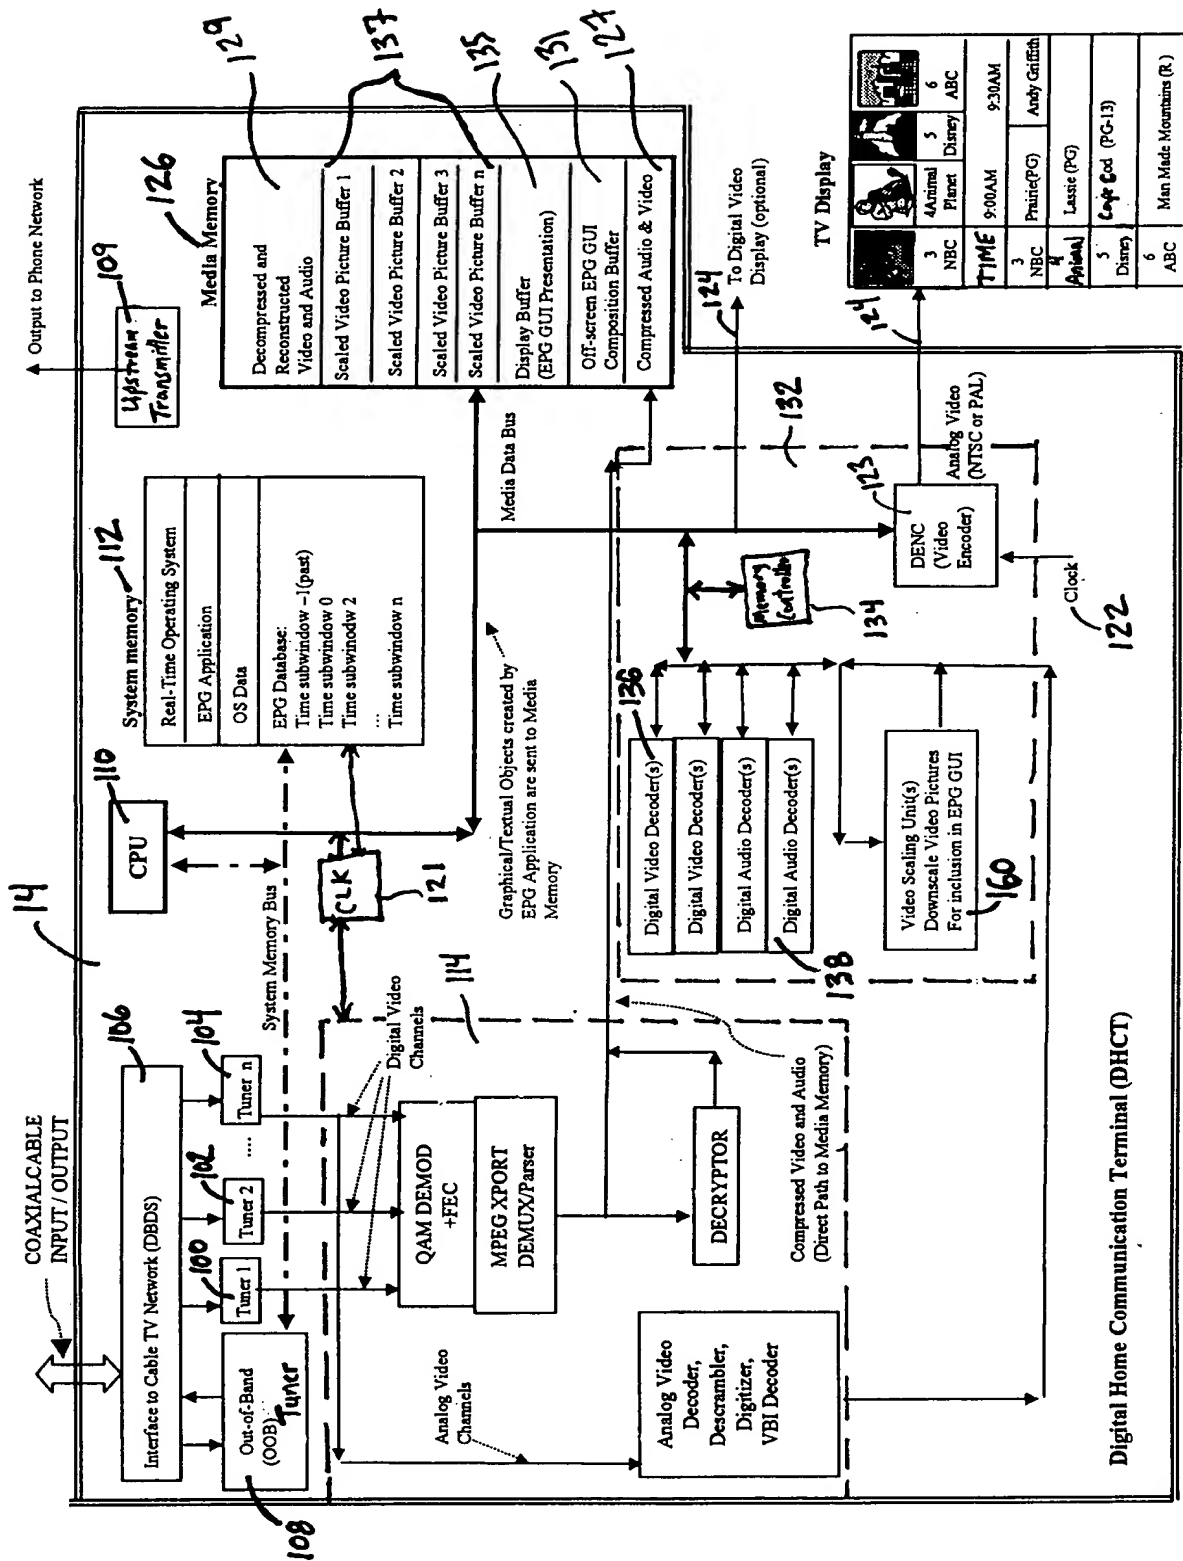 COAXIALCABLE
INPUT / OUTPUT
14
Output to Phone Network
106
Interface to Cable TV Network (DBDS)
108
Out-of-Band
(OOB) Tuner
100
Tuner 1
102
Tuner 2
....
104
Tuner n
110
CPU
System memory
112
Real-Time Operating System
EPG Application
OS Data
EPG Database:
Time subwindow -1(past)
Time subwindow 0
Time subwinodw 2
...
Time subwindow n
109
Upstream
Transmitter
126
Media Memory
129
Decompressed and
Reconstructed
Video and Audio
137
Scaled Video Picture Buffer 1
Scaled Video Picture Buffer 2
Scaled Video Picture Buffer 3
Scaled Video Picture Buffer n
135
Display Buffer
(EPG GUI Presentation)
131
Off-screen EPG GUI
Composition Buffer
127
Compressed Audio & Video
System Memory Bus
CLK
121
Graphical/Textual Objects created by
EPG Application are sent to Media
Memory
Media Data Bus
Digital Video
Channels
114
Analog Video
Channels
QAM DEMOD
+FEC
MPEG XPORT
DEMUX/Parser
DECRYPTOR
Analog Video
Decoder,
Descrambler,
Digitizer,
VBI Decoder
Compressed Video and Audio
(Direct Path to Media Memory)
136
Digital Video Decoder(s)
Digital Video Decoder(s)
Digital Audio Decoder(s)
Digital Audio Decoder(s)
138
Memory
Controller
134
132
Video Scaling Unit(s)
Downscale Video Pictures
For inclusion in EPG GUI
160
123
DENC
(Video
Encoder)
Clock
122
Analog Video
(NTSC or PAL)
124
To Digital Video
Display (optional)
124
TV Display
3
NBC
4Animal
Planet
5
Disney
6
ABC
TIME
9:00AM
9:30AM
3
NBC
Prairie(PG)
Andy Griffith
4
Animal
Lassie (PG)
5
Disney
Cape Cod (PG-13)
6
ABC
Man Made Mountains (R)
Digital Home Communication Terminal (DHCT)